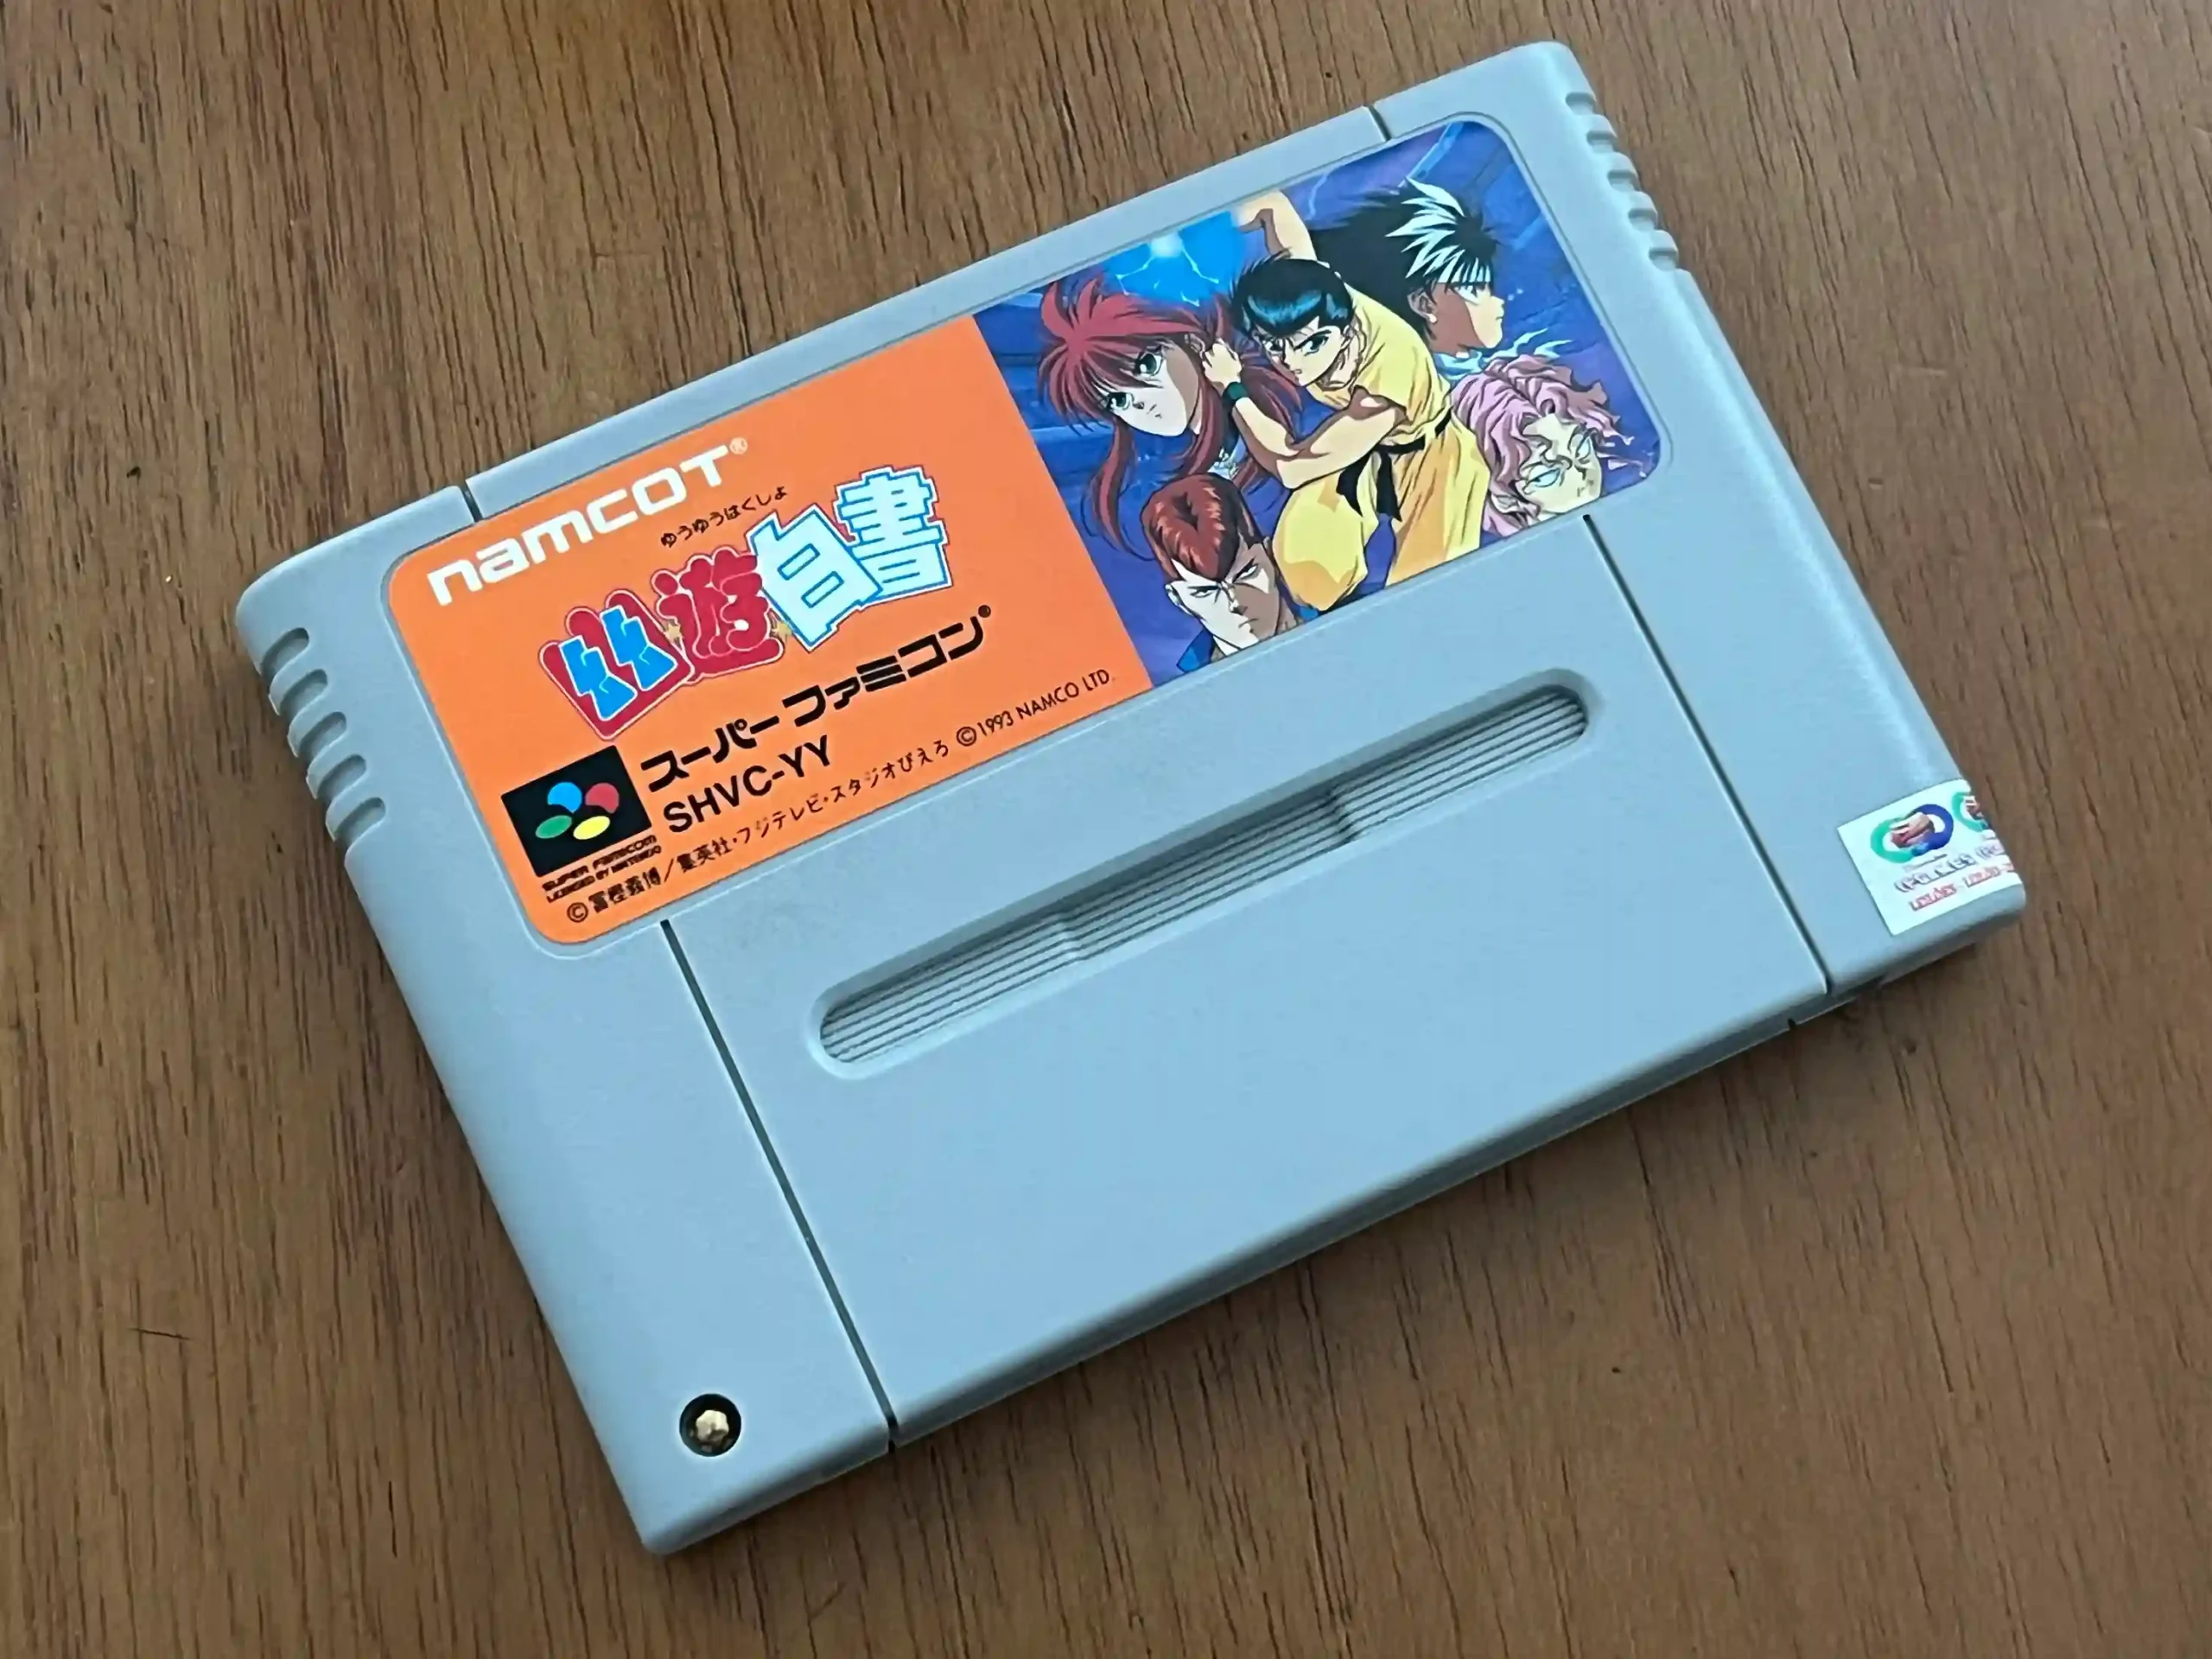 namcoT®
ゆうゆうはくしょ
幽遊白書
スーパーファミコン®
SHVC-YY
SUPER FAMICOM
LICENSED BY NINTENDO
©冨樫義博/集英社・フジテレビ・スタジオぴえろ ©1993 NAMCO LTD.